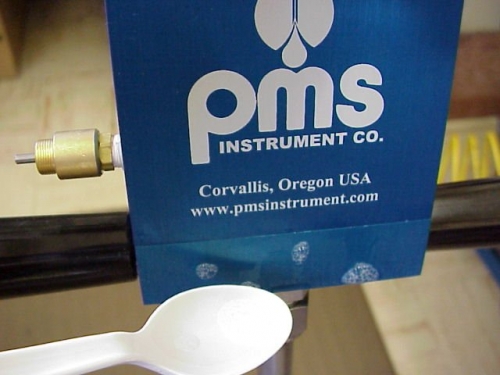 pms
INSTRUMENT CO.
Corvallis, Oregon USA
www.pmsinstrument.com